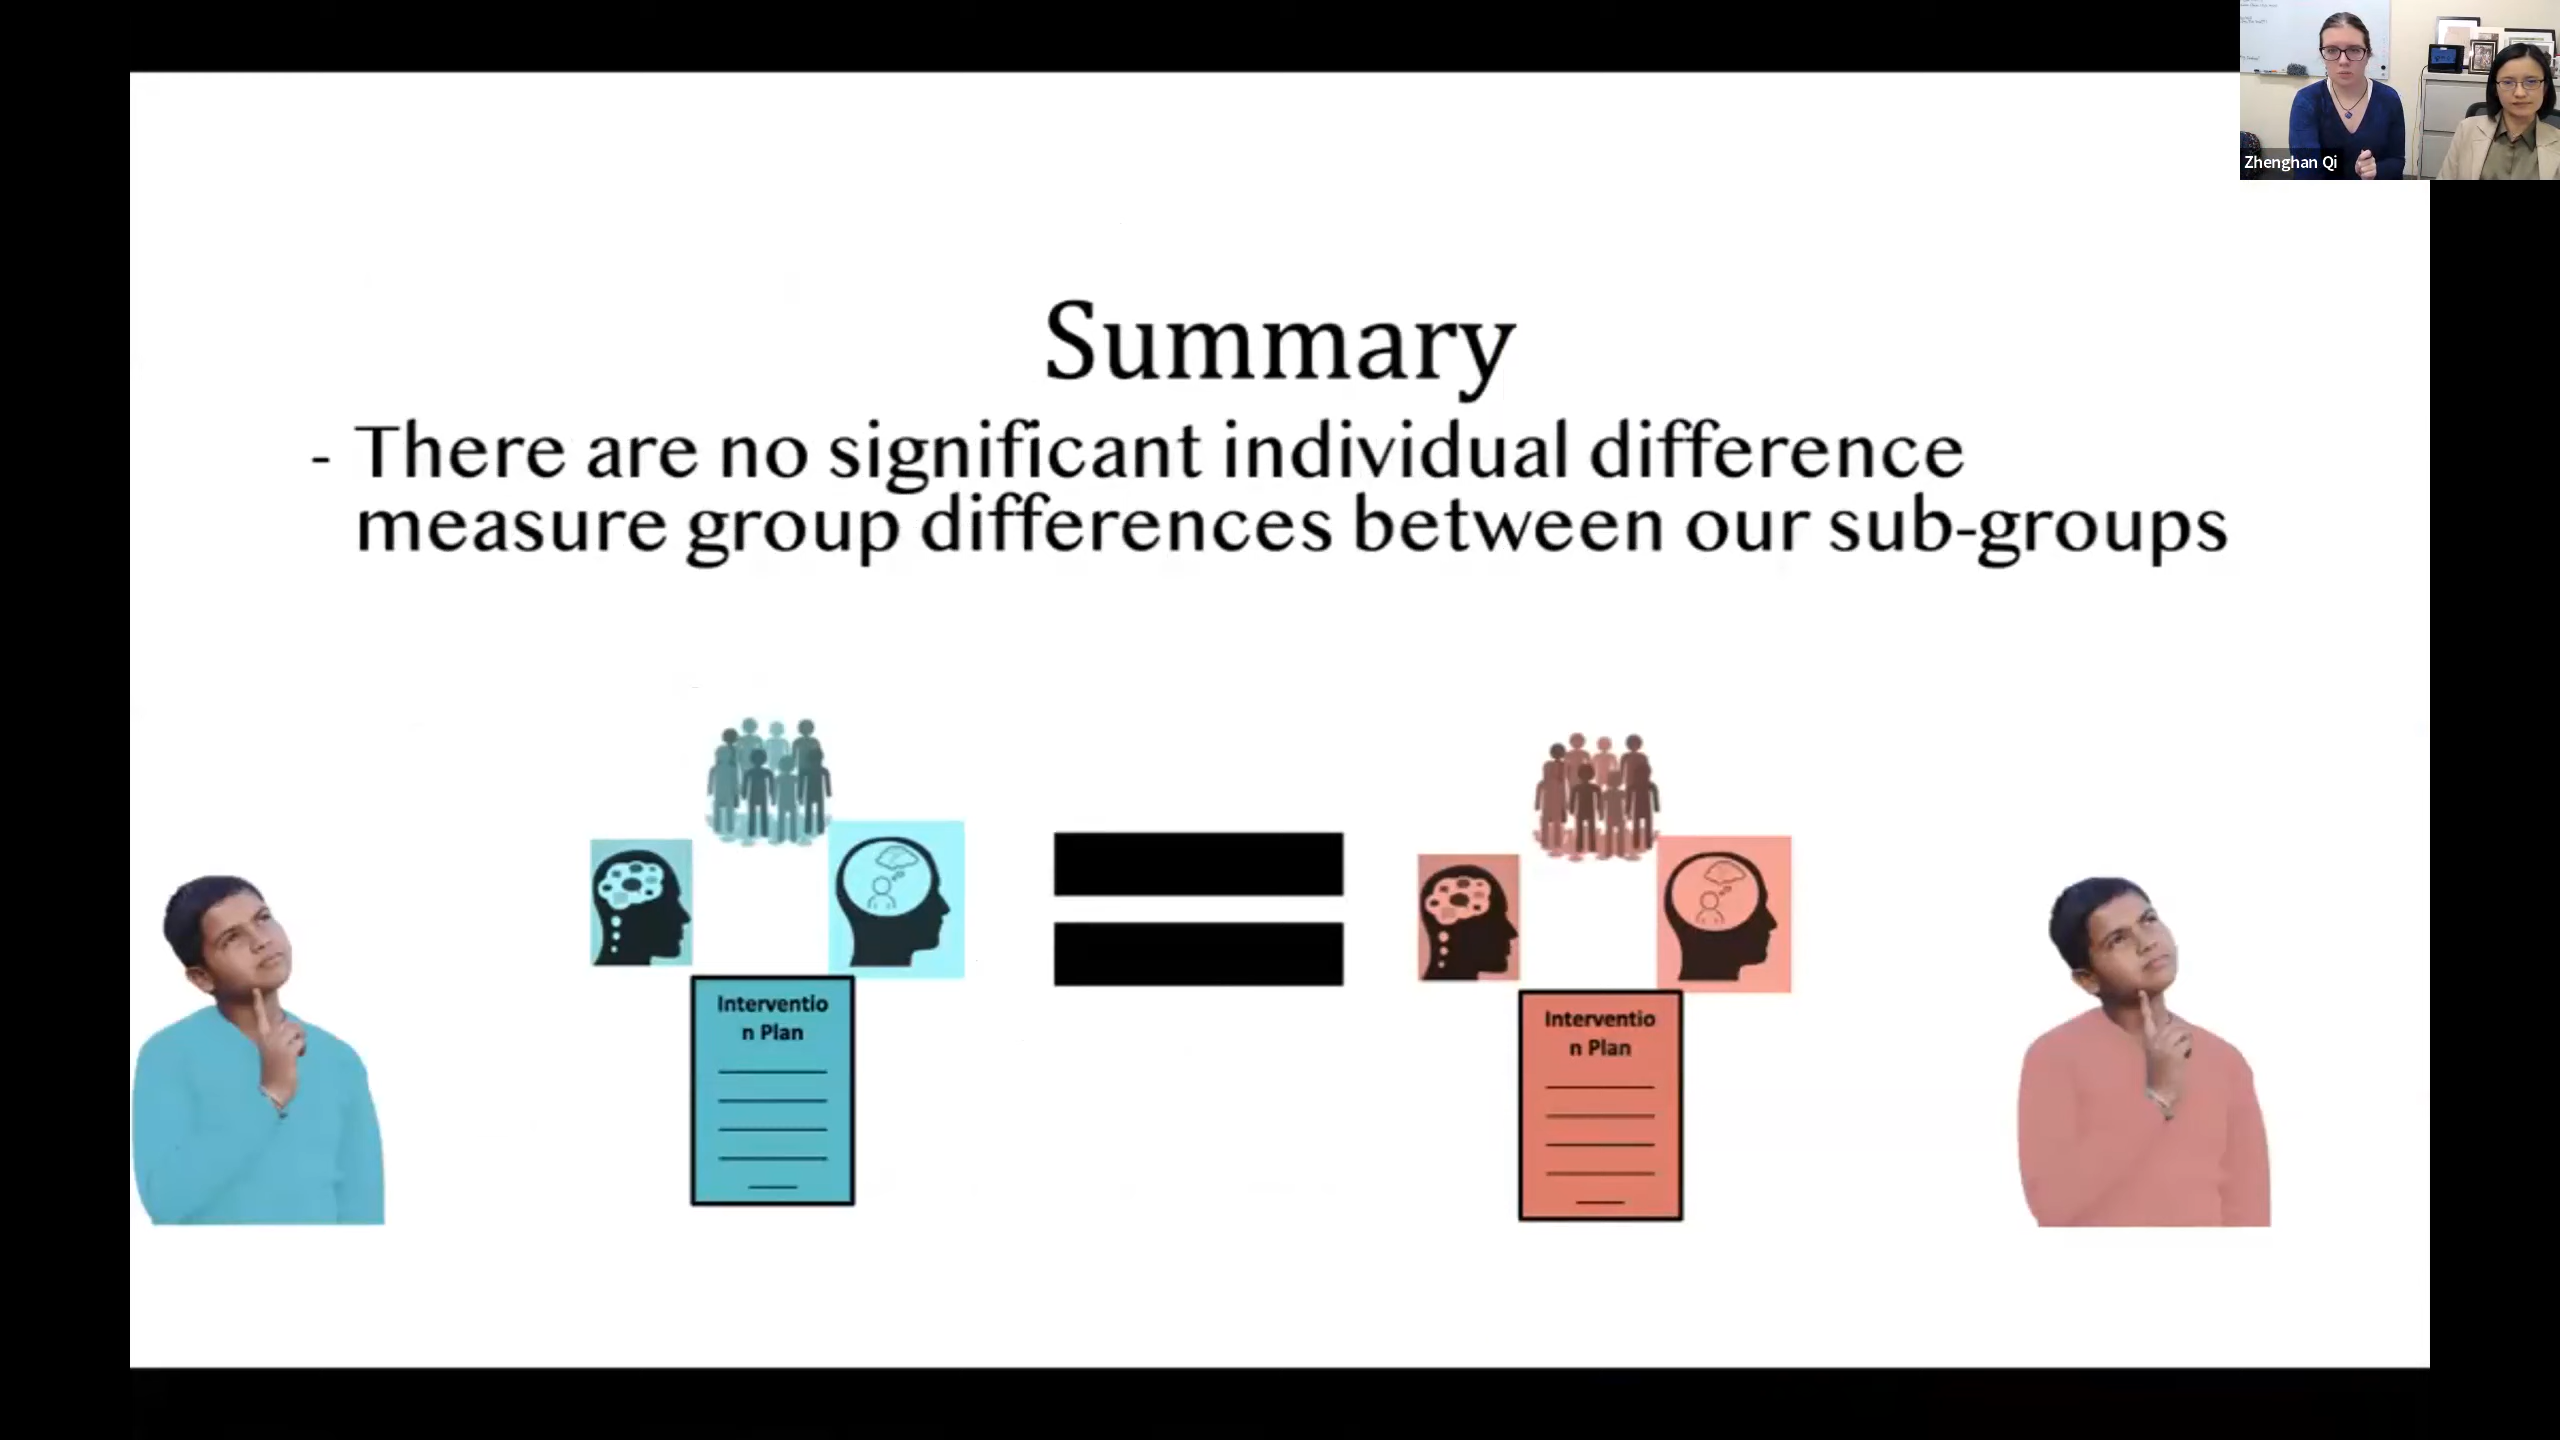 Zhenghan Qi
Summary
- There are no significant individual difference
measure group differences between our sub-groups
Interventio
n Plan
Interventio
n Plan